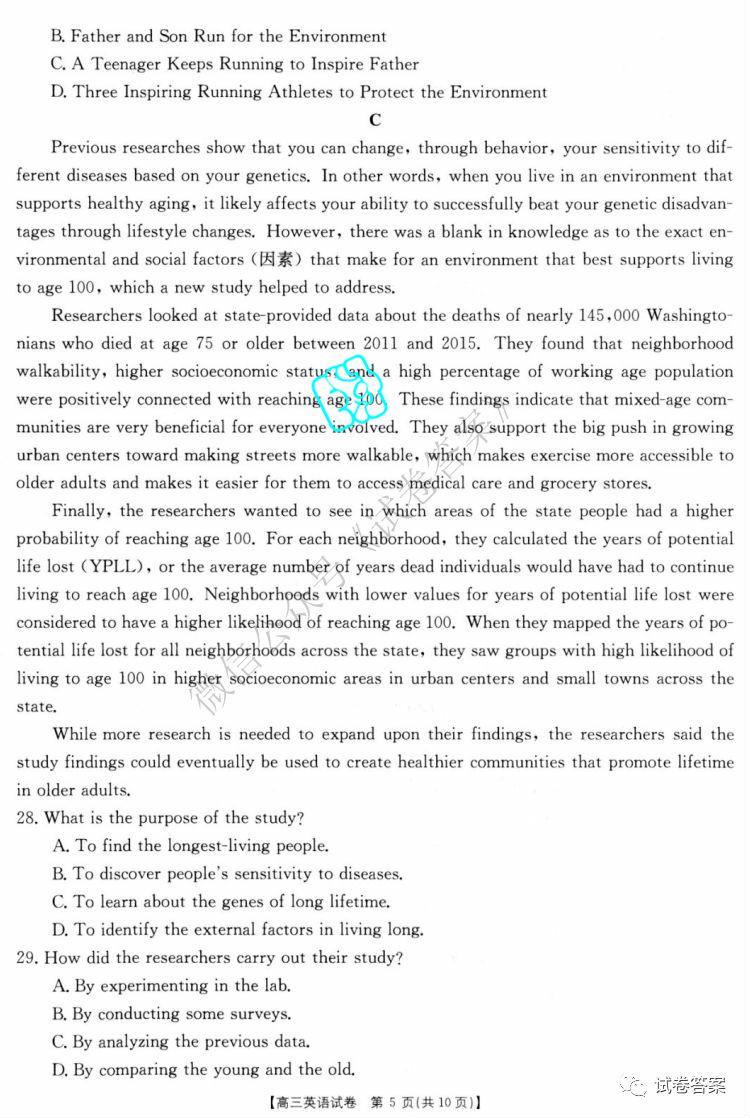 B. Father and Son Run for the Environment
C. A Teenager Keeps Running to Inspire Father
D. Three Inspiring Running Athletes to Protect the Environment
C
Previous researches show that you can change, through behavior, your sensitivity to dif-
ferent diseases based on your genetics. In other words, when you live in an environment that
supports healthy aging, it likely affects your ability to successfully beat your genetic disadvan-
tages through lifestyle changes. However, there was a blank in knowledge as to the exact en-
vironmental and social factors (因素) that make for an environment that best supports living
to age 100, which a new study helped to address.
Researchers looked at state-provided data about the deaths of nearly 145,000 Washingto-
nians who died at age 75 or older between 2011 and 2015. They found that neighborhood
walkability, higher socioeconomic status, and a high percentage of working age population
were positively connected with reaching age 100. These findings indicate that mixed-age com-
munities are very beneficial for everyone involved. They also support the big push in growing
urban centers toward making streets more walkable, which makes exercise more accessible to
older adults and makes it easier for them to access medical care and grocery stores.
Finally, the researchers wanted to see in which areas of the state people had a higher
probability of reaching age 100. For each neighborhood, they calculated the years of potential
life lost (YPLL), or the average number of years dead individuals would have had to continue
living to reach age 100. Neighborhoods with lower values for years of potential life lost were
considered to have a higher likelihood of reaching age 100. When they mapped the years of po-
tential life lost for all neighborhoods across the state, they saw groups with high likelihood of
living to age 100 in higher socioeconomic areas in urban centers and small towns across the
state.
While more research is needed to expand upon their findings, the researchers said the
study findings could eventually be used to create healthier communities that promote lifetime
in older adults.
28. What is the purpose of the study?
A. To find the longest-living people.
B. To discover people's sensitivity to diseases.
C. To learn about the genes of long lifetime.
D. To identify the external factors in living long.
29. How did the researchers carry out their study?
A. By experimenting in the lab.
B. By conducting some surveys.
C. By analyzing the previous data.
D. By comparing the young and the old.
【高三英语试卷 第 5 页(共 10 页)】
微信公众号《试卷答案》
试卷答案